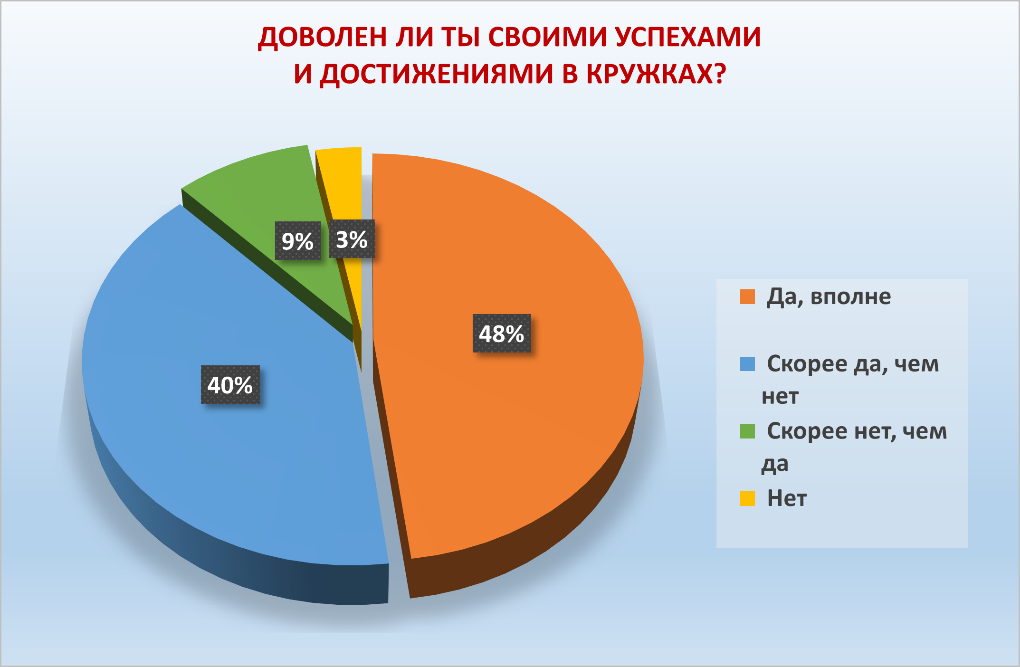 ДОВОЛЕН ЛИ ТЫ СВОИМИ УСПЕХАМИ
И ДОСТИЖЕНИЯМИ В КРУЖКАХ?
9%
3%
48%
40%
Да, вполне
Скорее да, чем
нет
Скорее нет, чем
да
Нет